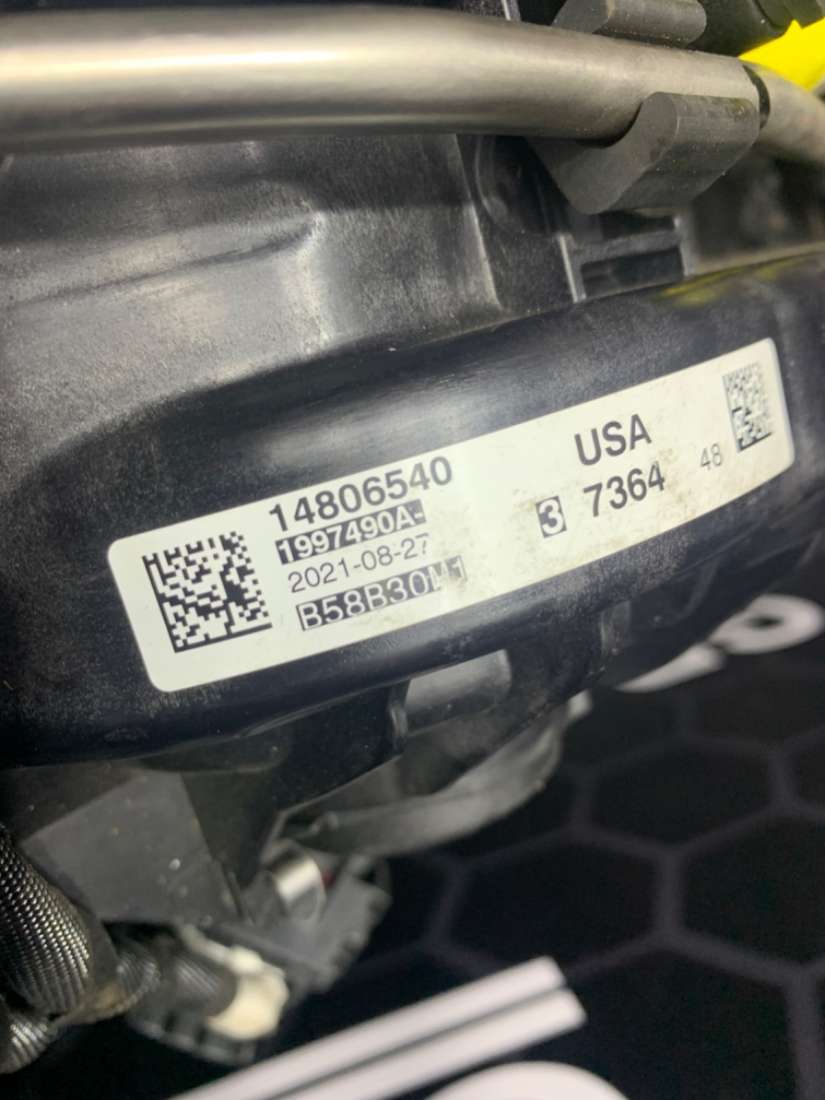 14806540
1997490A-
2021-08-27
B58B30M1
USA
3 7364 48